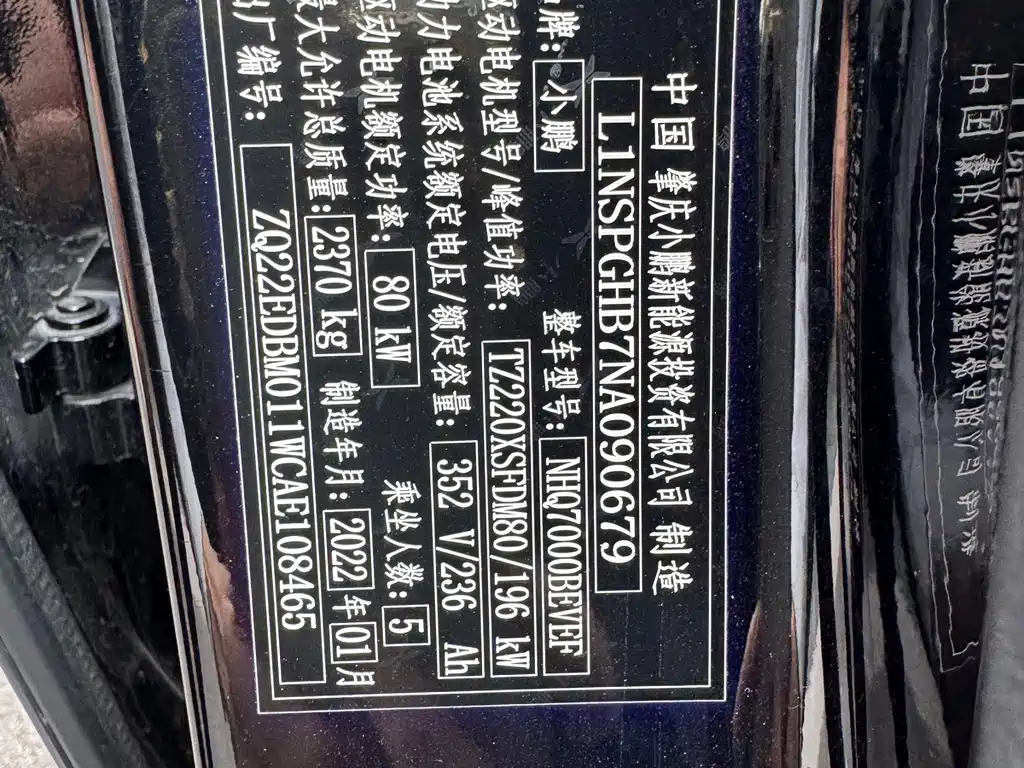 中国 肇庆小鹏新能源投资有限公司 制造
L1NSPGHB7NA090679
牌: 小鹏 整车型号: NHQ7000BEVEF
驱动电机型号/峰值功率: TZ220XSFDM80/196 kW
动力电池系统额定电压/额定容量: 352 V/236 Ah
驱动电机额定功率: 80 kW 乘坐人数: 5
最大允许总质量: 2370 kg 制造年月: 2022 年 01 月
出厂编号:
ZQ22EDBM011WCAE108465